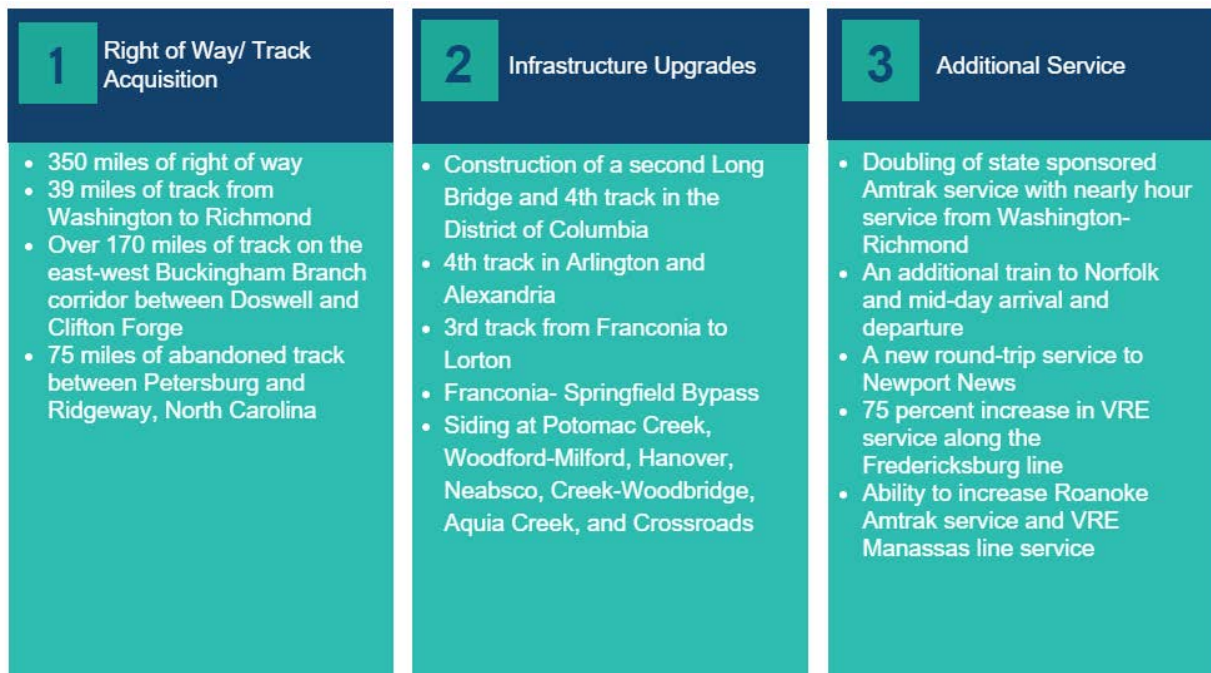 1
Right of Way/ Track
Acquisition
• 350 miles of right of way
• 39 miles of track from
Washington to Richmond
• Over 170 miles of track on the
east-west Buckingham Branch
corridor between Doswell and
Clifton Forge
• 75 miles of abandoned track
between Petersburg and
Ridgeway, North Carolina
2
Infrastructure Upgrades
• Construction of a second Long
Bridge and 4th track in the
District of Columbia
• 4th track in Arlington and
Alexandria
• 3rd track from Franconia to
Lorton
• Franconia- Springfield Bypass
• Siding at Potomac Creek,
Woodford-Milford, Hanover,
Neabsco, Creek-Woodbridge,
Aquia Creek, and Crossroads
3
Additional Service
• Doubling of state sponsored
Amtrak service with nearly hour
service from Washington-
Richmond
• An additional train to Norfolk
and mid-day arrival and
departure
• A new round-trip service to
Newport News
• 75 percent increase in VRE
service along the
Fredericksburg line
• Ability to increase Roanoke
Amtrak service and VRE
Manassas line service